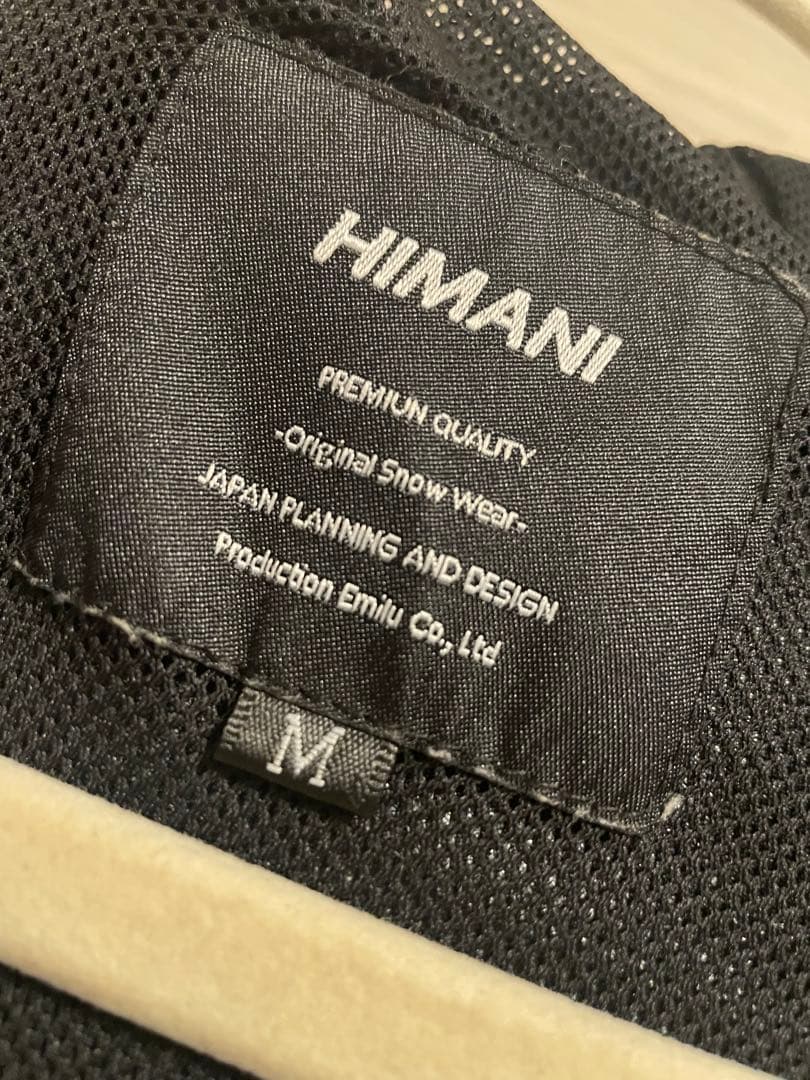 HIMANI
PREMIUN QUALITY
-Original Snow Wear-
JAPAN PLANNING AND DESIGN
Production Emilu Co., Ltd
M